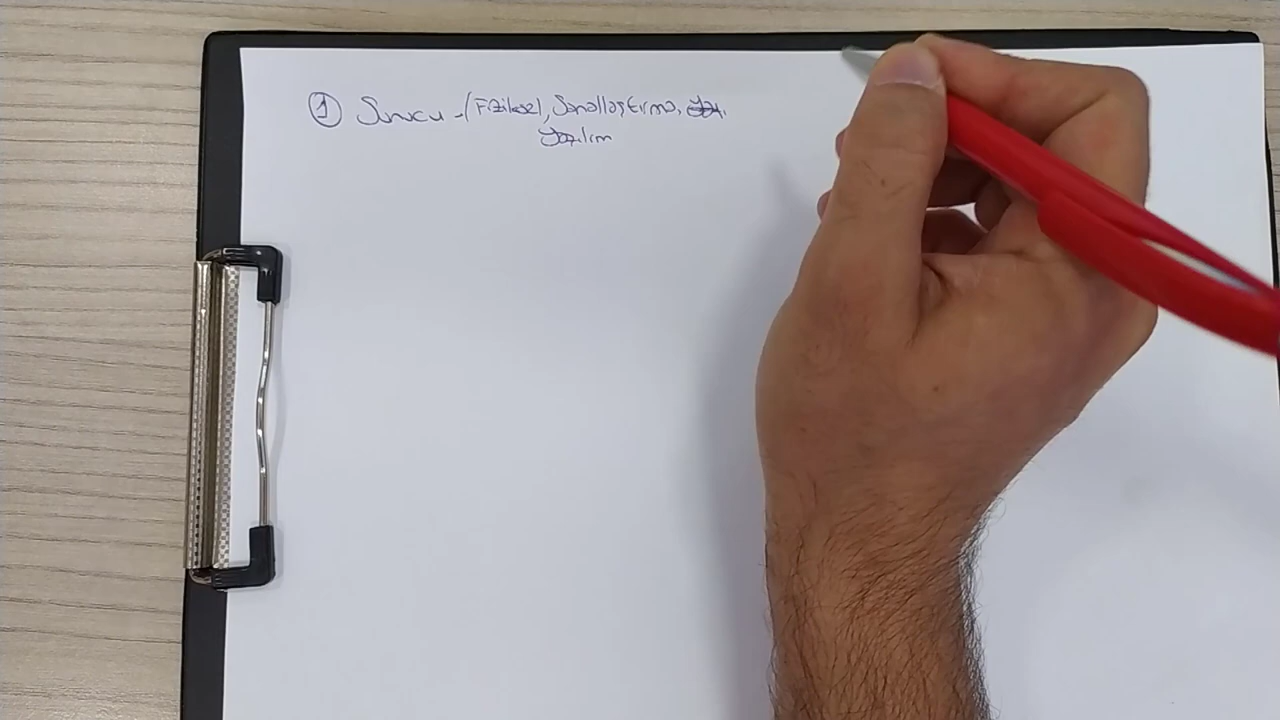 ① Sunucu - (Fiziksel, Sanallaştırma,
Yazılım